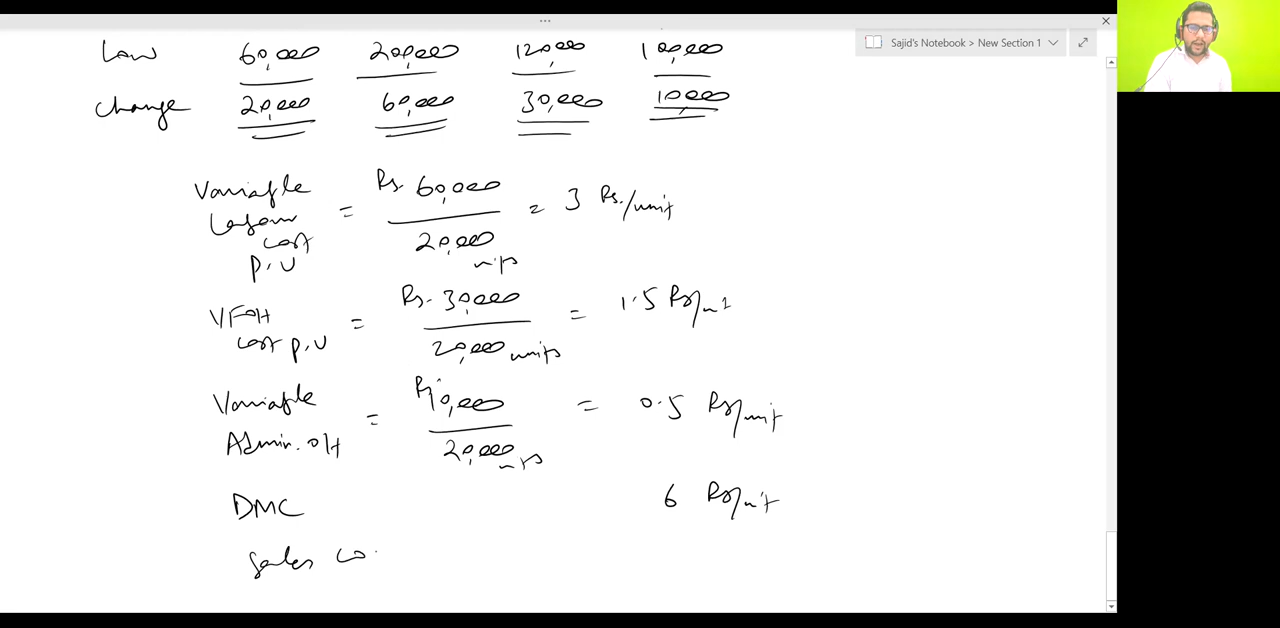 Sajid's Notebook > New Section 1
Low 60,000 200,000 120,000 100,000
Change 20,000 60,000 30,000 10,000
Variable Labour cost p.u = Rs. 60,000 / 20,000 units = 3 Rs./unit
VFOH cost p.u = Rs. 30,000 / 20,000 units = 1.5 Rs/unit
Variable Admin. OH = Rs 10,000 / 20,000 units = 0.5 Rs/unit
DMC 6 Rs/unit
Sales co